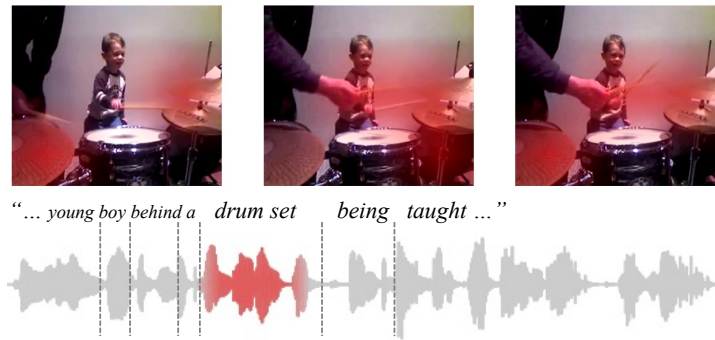 “... young boy behind a drum set being taught ...”